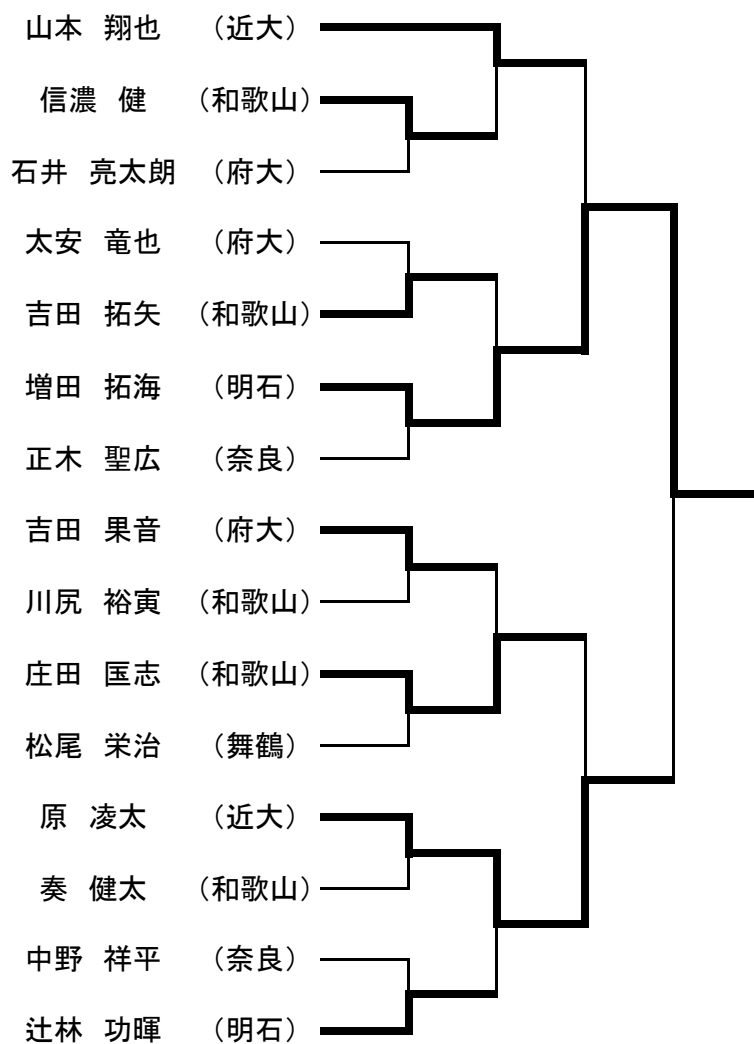 山本 翔也 （近大）
信濃 健 （和歌山）
石井 亮太朗 （府大）
太安 竜也 （府大）
吉田 拓矢 （和歌山）
増田 拓海 （明石）
正木 聖広 （奈良）
吉田 果音 （府大）
川尻 裕寅 （和歌山）
庄田 匡志 （和歌山）
松尾 栄治 （舞鶴）
原 凌太 （近大）
奏 健太 （和歌山）
中野 祥平 （奈良）
辻林 功暉 （明石）